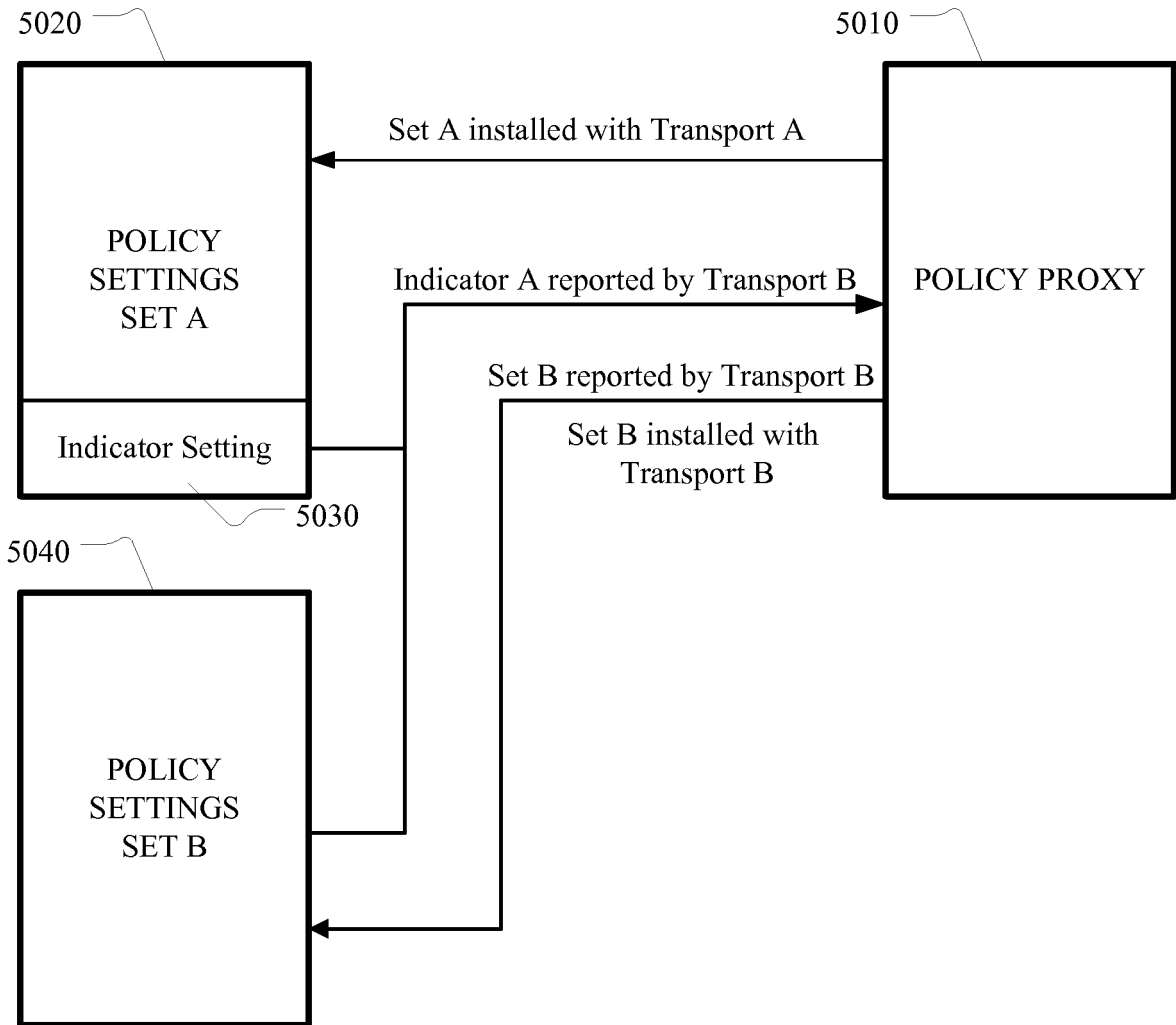 5020
5010
Set A installed with Transport A
POLICY
SETTINGS
SET A
Indicator A reported by Transport B
POLICY PROXY
Set B reported by Transport B
Indicator Setting
Set B installed with
Transport B
5030
5040
POLICY
SETTINGS
SET B